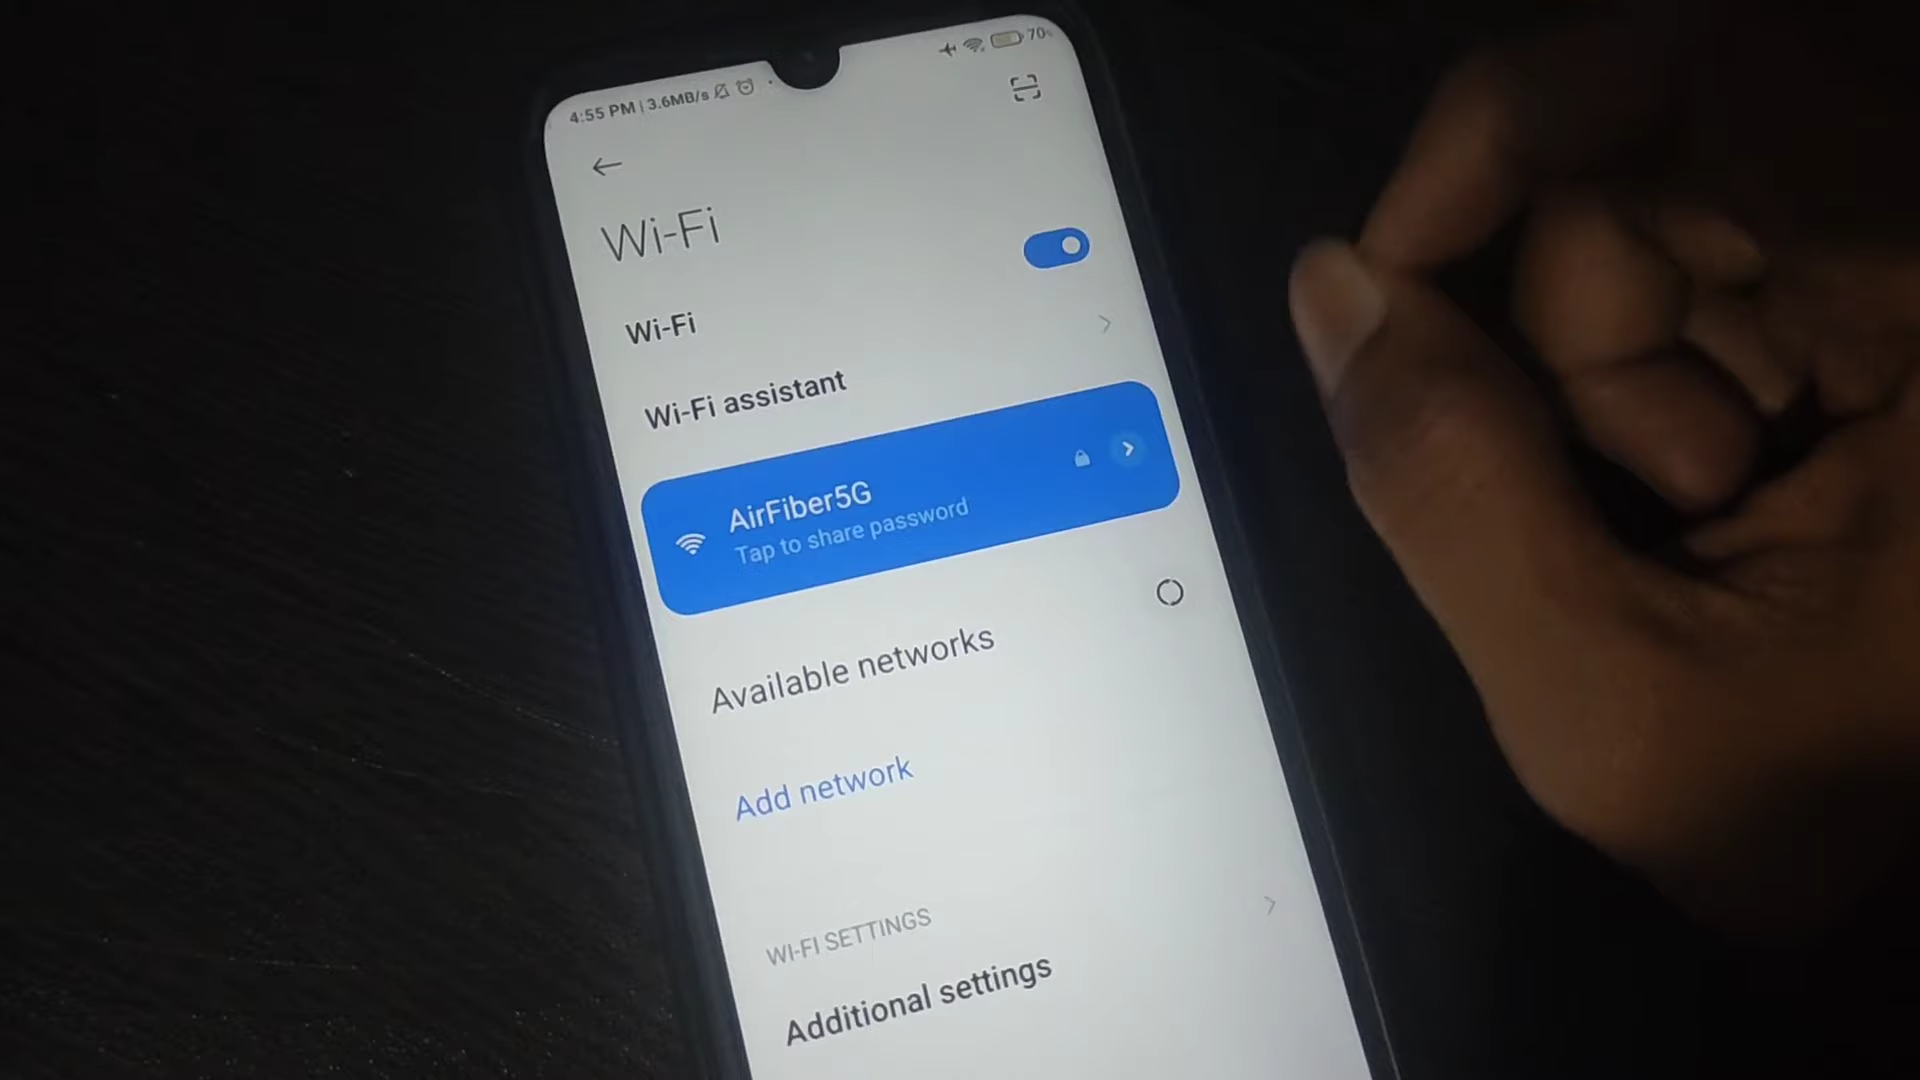 4:55 PM | 3.6MB/s
70
Wi-Fi
Wi-Fi
Wi-Fi assistant
AirFiber5G
Tap to share password
Available networks
Add network
WI-FI SETTINGS
Additional settings